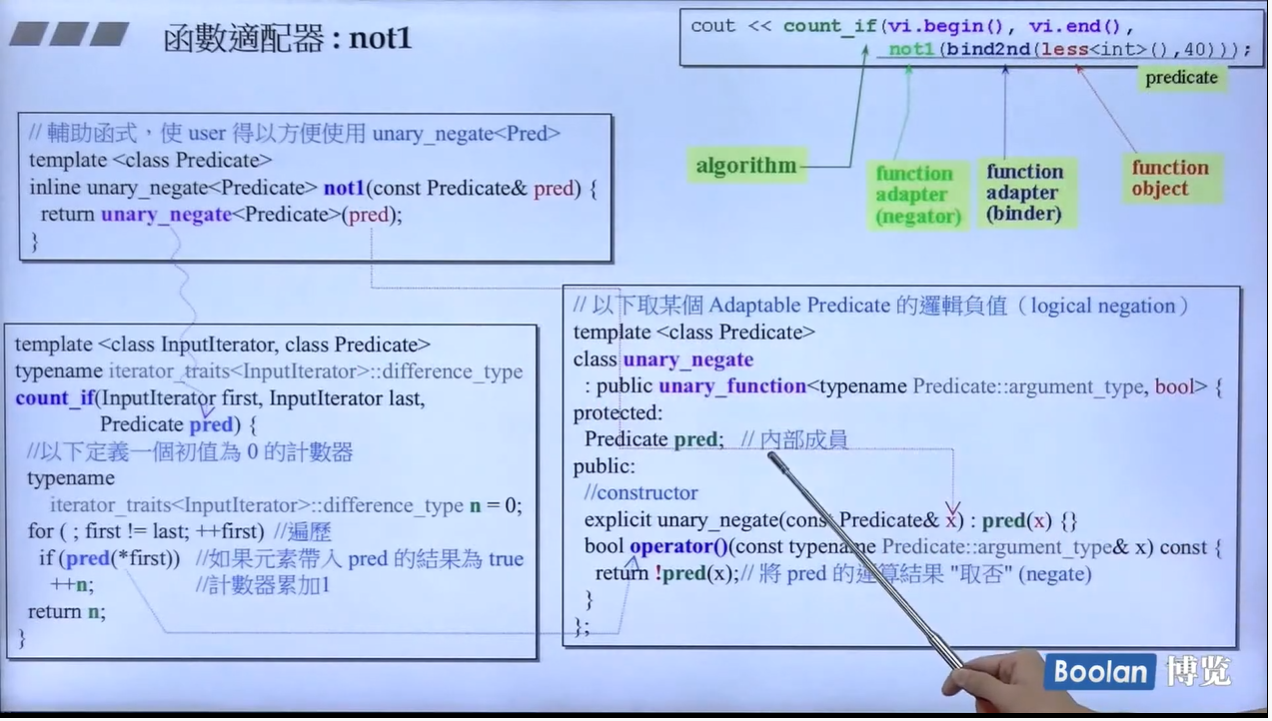 函數適配器 : not1
cout << count_if(vi.begin(), vi.end(),
not1(bind2nd(less<int>(),40)));
predicate
algorithm
function
adapter
(negator)
function
adapter
(binder)
function
object
// 輔助函式，使 user 得以方便使用 unary_negate<Pred>
template <class Predicate>
inline unary_negate<Predicate> not1(const Predicate& pred) {
return unary_negate<Predicate>(pred);
}
template <class InputIterator, class Predicate>
typename iterator_traits<InputIterator>::difference_type
count_if(InputIterator first, InputIterator last,
Predicate pred) {
//以下定義一個初值為 0 的計數器
typename
iterator_traits<InputIterator>::difference_type n = 0;
for ( ; first != last; ++first) //遍歷
if (pred(*first)) //如果元素帶入 pred 的結果為 true
++n; //計數器累加1
return n;
}
// 以下取某個 Adaptable Predicate 的邏輯負值（logical negation）
template <class Predicate>
class unary_negate
: public unary_function<typename Predicate::argument_type, bool> {
protected:
Predicate pred; // 內部成員
public:
//constructor
explicit unary_negate(const Predicate& x) : pred(x) {}
bool operator()(const typename Predicate::argument_type& x) const {
return !pred(x);// 將 pred 的運算結果 "取否" (negate)
}
};
Boolan 博览